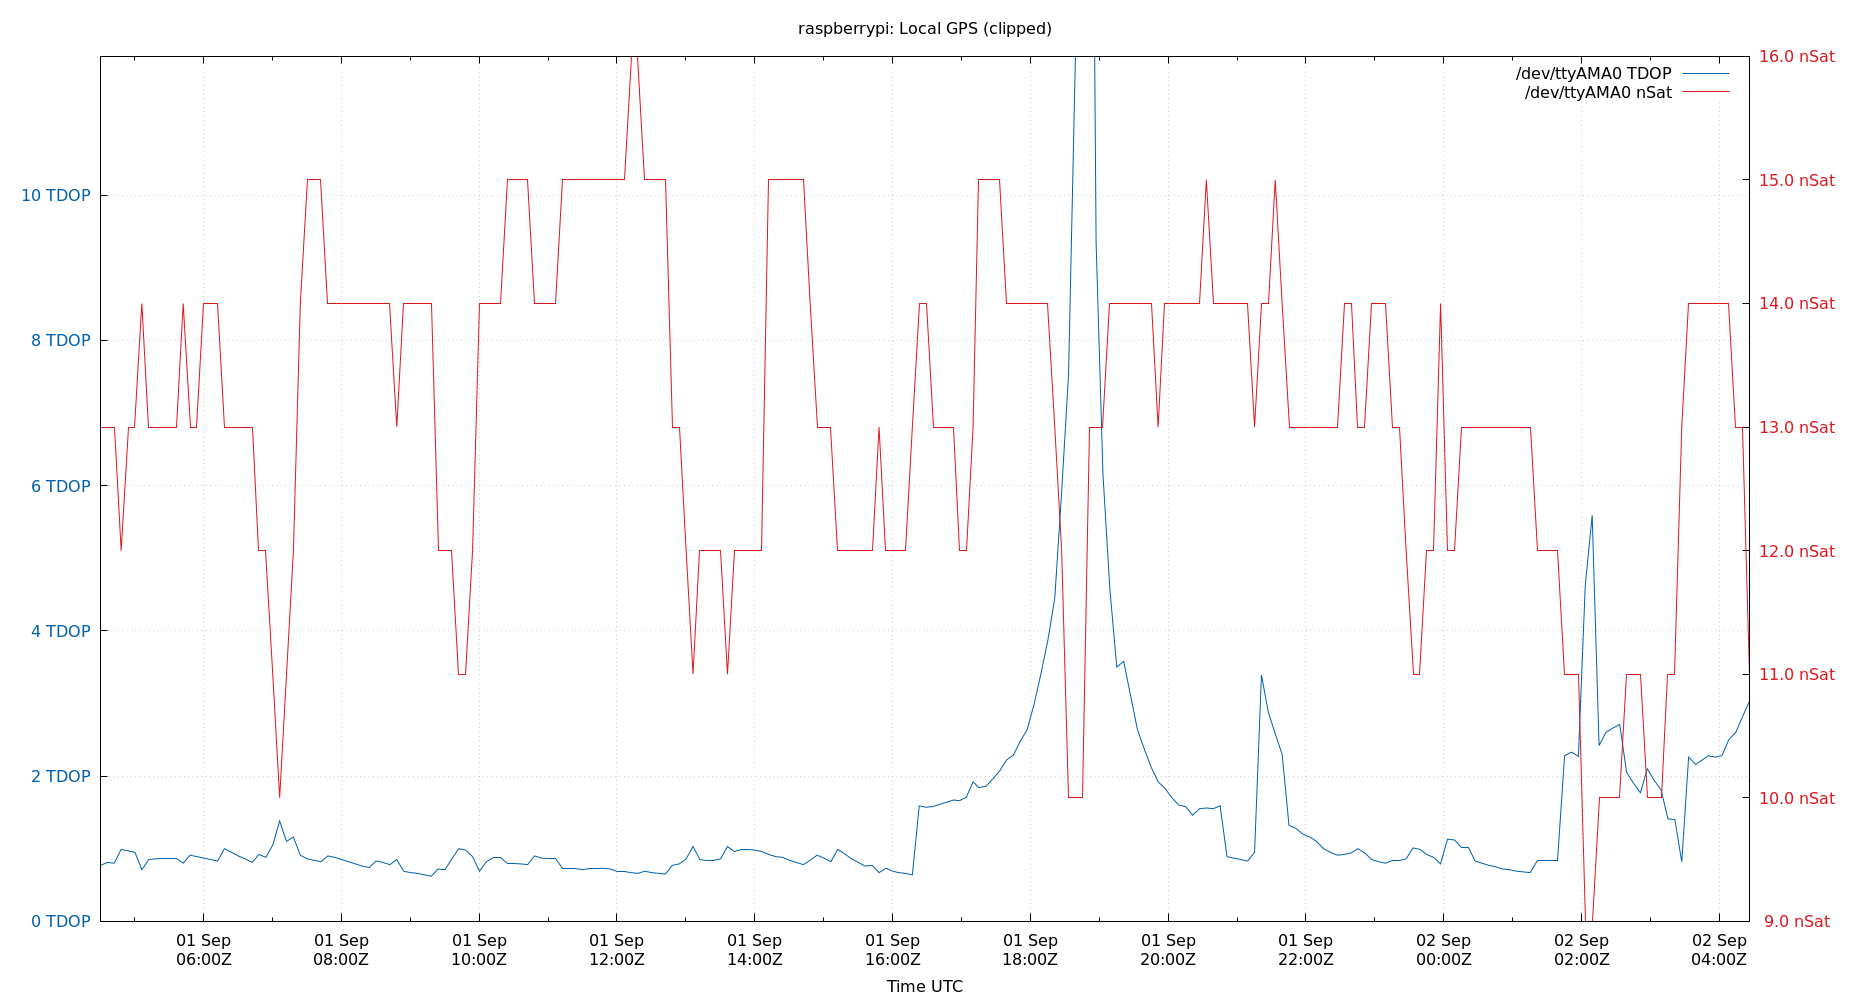 raspberrypi: Local GPS (clipped)
/dev/ttyAMA0 TDOP
/dev/ttyAMA0 nSat
10 TDOP
8 TDOP
6 TDOP
4 TDOP
2 TDOP
0 TDOP
16.0 nSat
15.0 nSat
14.0 nSat
13.0 nSat
12.0 nSat
11.0 nSat
10.0 nSat
9.0 nSat
01 Sep 01 Sep 01 Sep 01 Sep 01 Sep 01 Sep 01 Sep 01 Sep 01 Sep 02 Sep 02 Sep 02 Sep
06:00Z 08:00Z 10:00Z 12:00Z 14:00Z 16:00Z 18:00Z 20:00Z 22:00Z 00:00Z 02:00Z 04:00Z
Time UTC